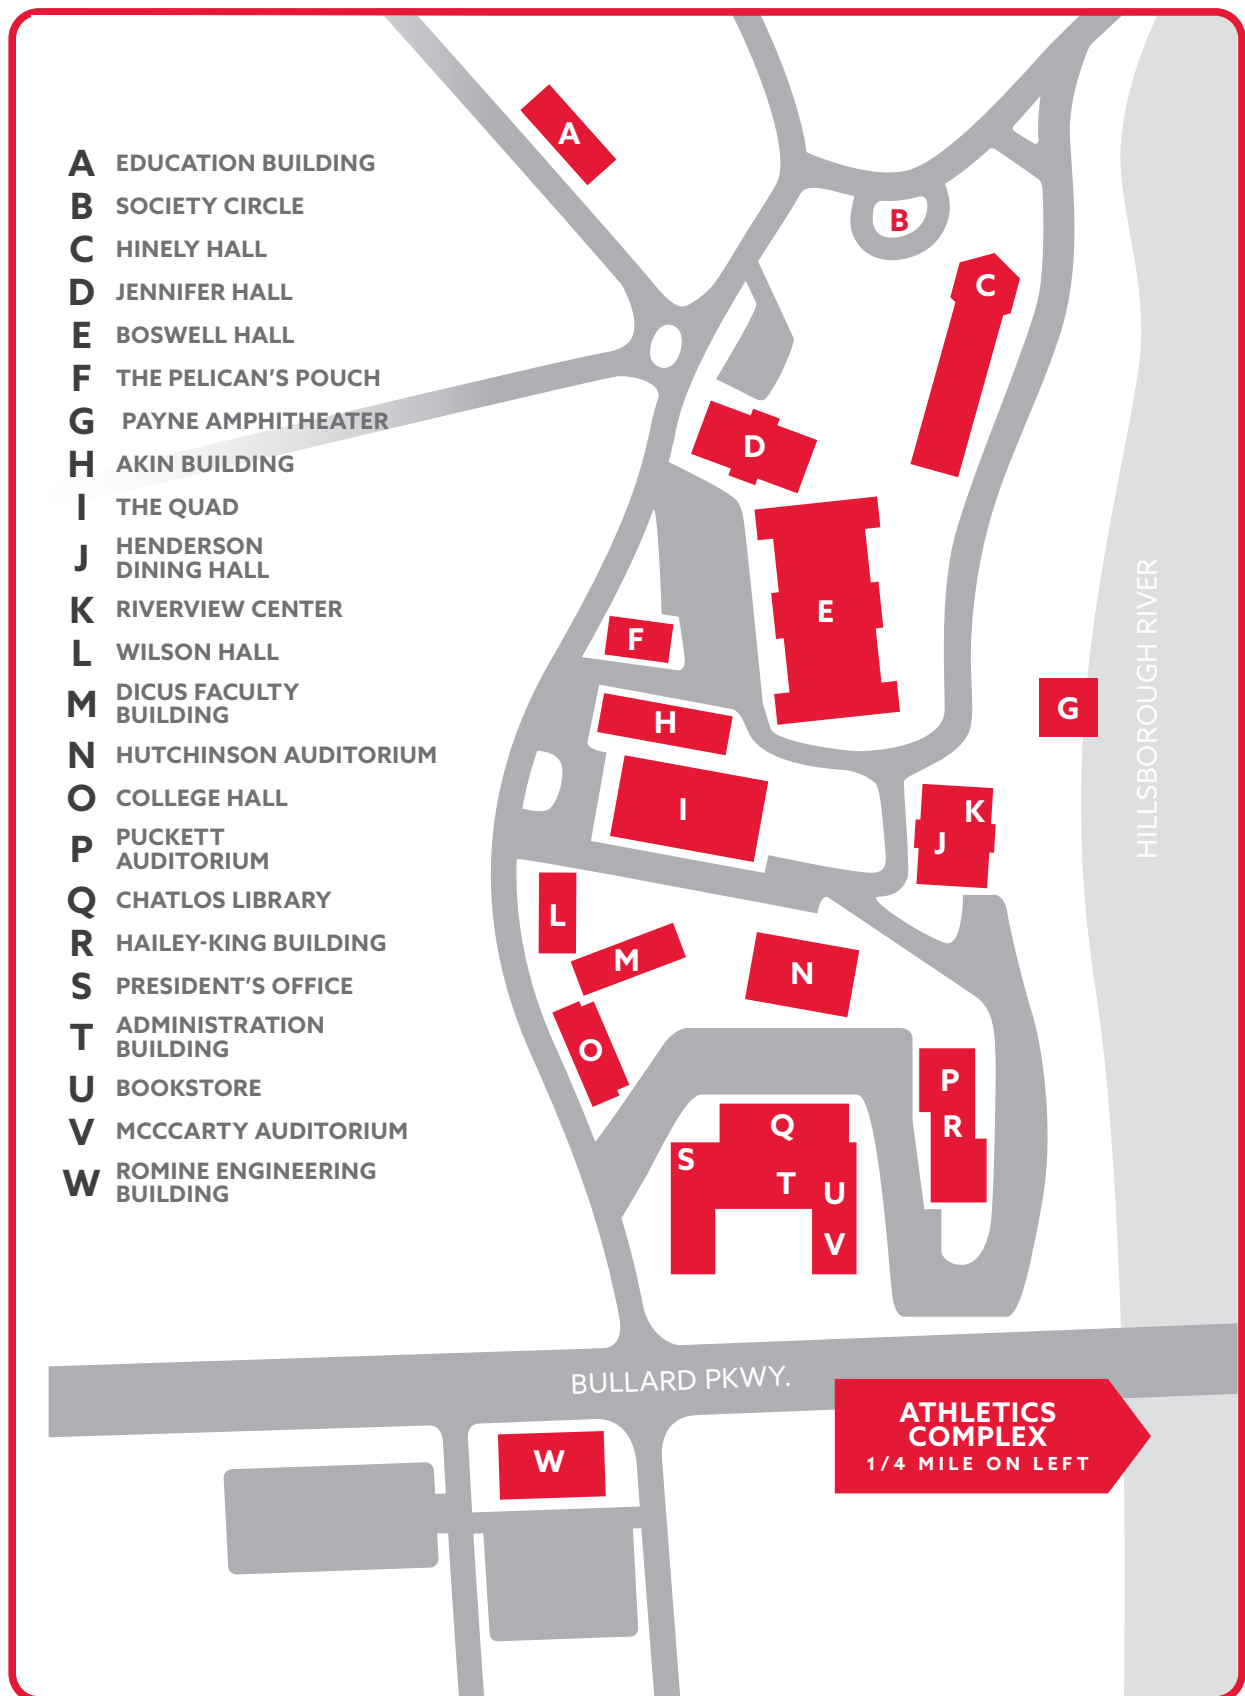 A EDUCATION BUILDING
B SOCIETY CIRCLE
C HINELY HALL
D JENNIFER HALL
E BOSWELL HALL
F THE PELICAN'S POUCH
G PAYNE AMPHITHEATER
H AKIN BUILDING
I THE QUAD
J HENDERSON
DINING HALL
K RIVERVIEW CENTER
L WILSON HALL
M DICUS FACULTY
BUILDING
N HUTCHINSON AUDITORIUM
O COLLEGE HALL
P PUCKETT
AUDITORIUM
Q CHATLOS LIBRARY
R HAILEY-KING BUILDING
S PRESIDENT'S OFFICE
T ADMINISTRATION
BUILDING
U BOOKSTORE
V MCCCARTY AUDITORIUM
W ROMINE ENGINEERING
BUILDING
A
B
C
D
E
F
G
H
I
K
J
L
M
N
O
P
Q
R
S
T
U
V
HILLSBOROUGH RIVER
BULLARD PKWY.
ATHLETICS
COMPLEX
1/4 MILE ON LEFT
W